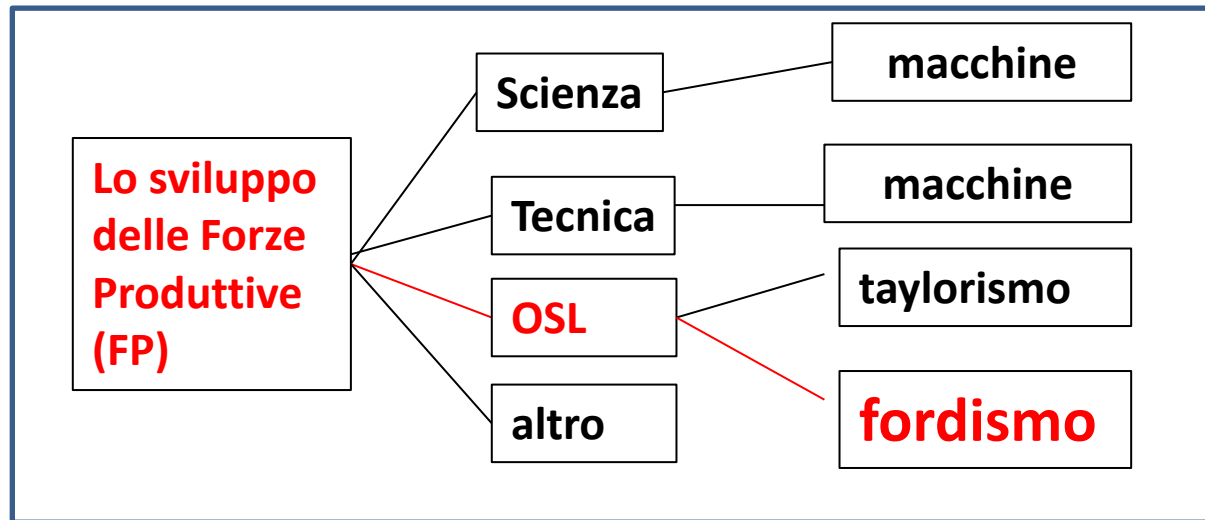 Lo sviluppo
delle Forze
Produttive
(FP)
Scienza
Tecnica
OSL
altro
macchine
macchine
taylorismo
fordismo